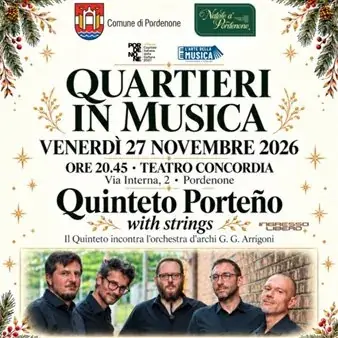 Comune di Pordenone
Natale a Pordenone
L'ARTE DELLA MUSICA
QUARTIERI
IN MUSICA
VENERDÌ 27 NOVEMBRE 2026
ORE 20.45 • TEATRO CONCORDIA
Via Interna, 2 • Pordenone
Quinteto Porteño
with strings
INGRESSO
LIBERO
Il Quinteto incontra l'orchestra d'archi G. G. Arrigoni